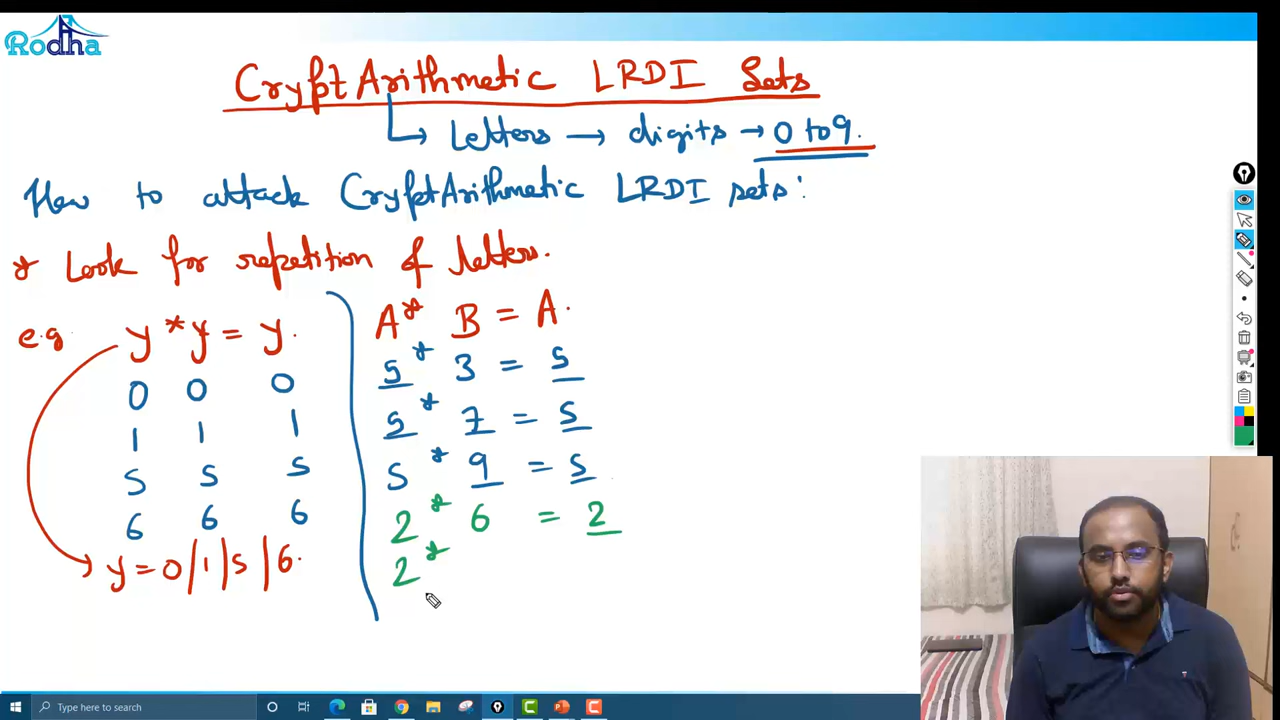 Rodha
CryptArithmetic LRDI Sets
↳ letters → digits → 0 to 9.
How to attack CryptArithmetic LRDI sets:
* Look for repetition of letters.
e.g y * y = y.
0 0 0
1 1 1
5 5 5
6 6 6
y = 0/1/5/6.
A * B = A.
5 * 3 = 5
5 * 7 = 5
5 * 9 = 5
2 * 6 = 2
2 *
Type here to search